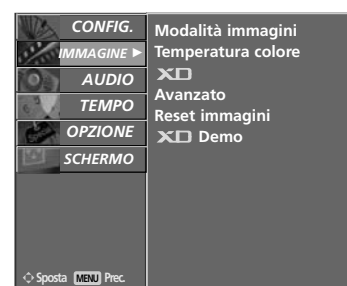 CONFIG.
IMMAGINE ►
AUDIO
TEMPO
OPZIONE
SCHERMO
Modalità immagini
Temperatura colore
XD
Avanzato
Reset immagini
XD Demo
Sposta MENU Prec.